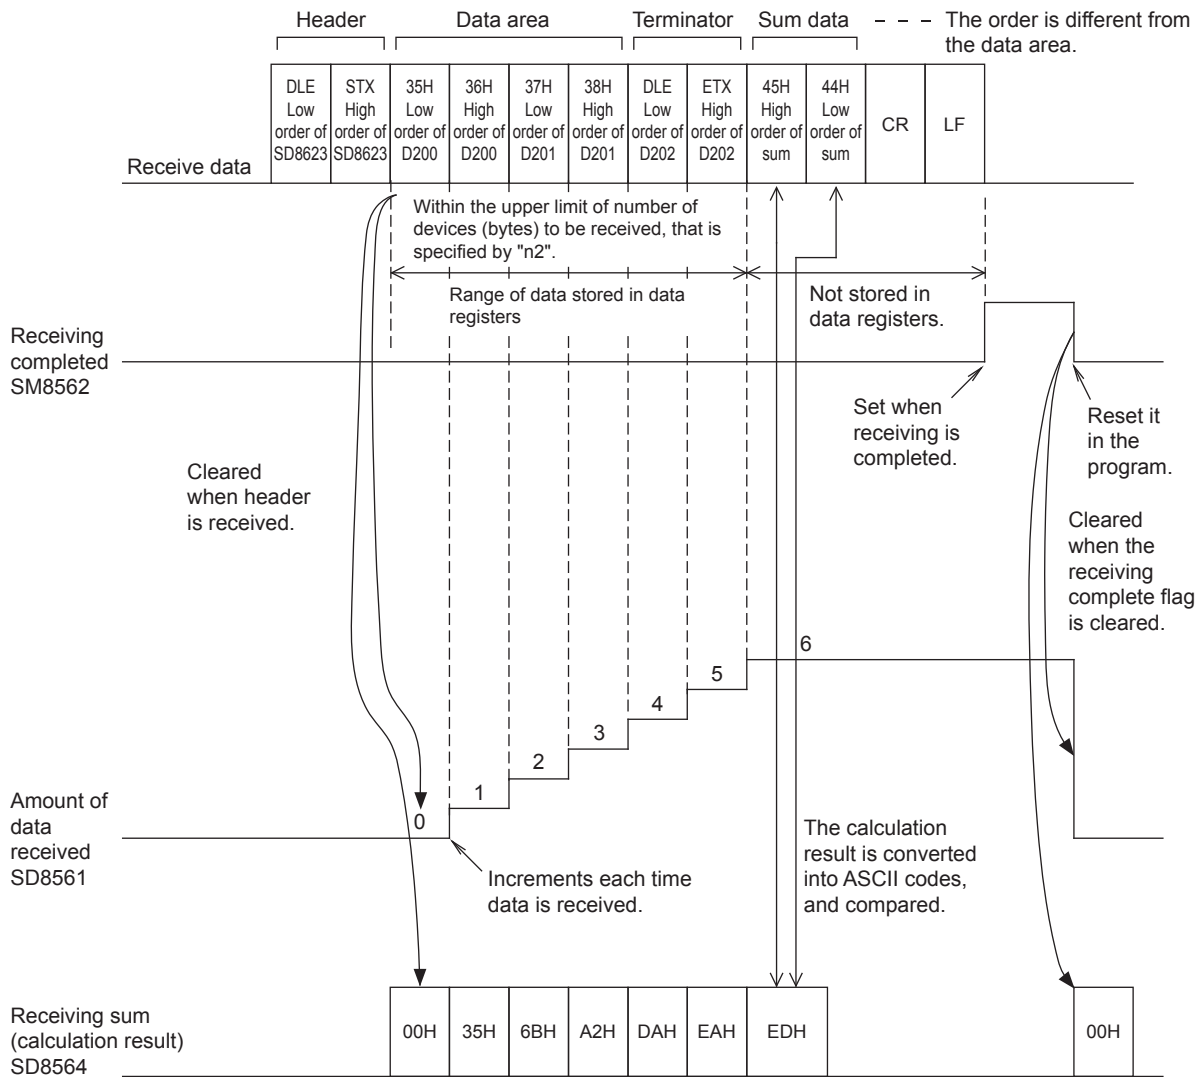 Header
Data area
Terminator
Sum data
The order is different from
the data area.
Receive data
DLE
Low
order of
SD8623
STX
High
order of
SD8623
35H
Low
order of
D200
36H
High
order of
D200
37H
Low
order of
D201
38H
High
order of
D201
DLE
Low
order of
D202
ETX
High
order of
D202
45H
High
order of
sum
44H
Low
order of
sum
CR
LF
Within the upper limit of number of
devices (bytes) to be received, that is
specified by "n2".
Range of data stored in data
registers
Not stored in
data registers.
Receiving
completed
SM8562
Set when
receiving is
completed.
Reset it
in the
program.
Cleared
when header
is received.
Cleared
when the
receiving
complete flag
is cleared.
6
5
4
3
2
1
0
Amount of
data
received
SD8561
Increments each time
data is received.
The calculation
result is converted
into ASCII codes,
and compared.
Receiving sum
(calculation result)
SD8564
00H
35H
6BH
A2H
DAH
EAH
EDH
00H